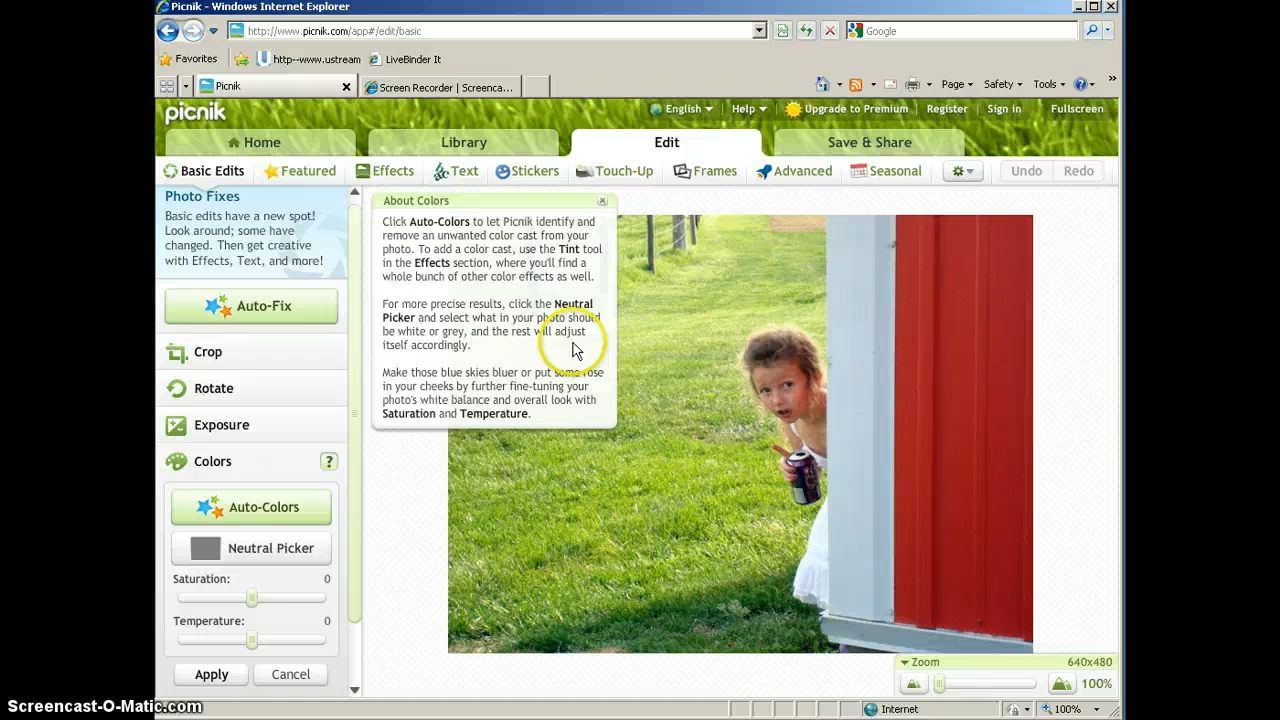 Picnik - Windows Internet Explorer
http://www.picnik.com/app#/edit/basic
Google
Favorites
http--www.ustream
LiveBinder It
Picnik
Screen Recorder | Screenca...
Page
Safety
Tools
picnik
English
Help
Upgrade to Premium
Register
Sign in
Fullscreen
Home
Library
Edit
Save & Share
Basic Edits
Featured
Effects
Text
Stickers
Touch-Up
Frames
Advanced
Seasonal
Undo
Redo
Photo Fixes
Basic edits have a new spot!
Look around; some have
changed. Then get creative
with Effects, Text, and more!
Auto-Fix
Crop
Rotate
Exposure
Colors
?
Auto-Colors
Neutral Picker
Saturation: 0
Temperature: 0
Apply
Cancel
About Colors
Click Auto-Colors to let Picnik identify and
remove an unwanted color cast from your
photo. To add a color cast, use the Tint tool
in the Effects section, where you'll find a
whole bunch of other color effects as well.
For more precise results, click the Neutral
Picker and select what in your photo should
be white or grey, and the rest will adjust
itself accordingly.
Make those blue skies bluer or put some rose
in your cheeks by further fine-tuning your
photo's white balance and overall look with
Saturation and Temperature.
Zoom
640x480
100%
Internet
100%
Screencast-O-Matic.com